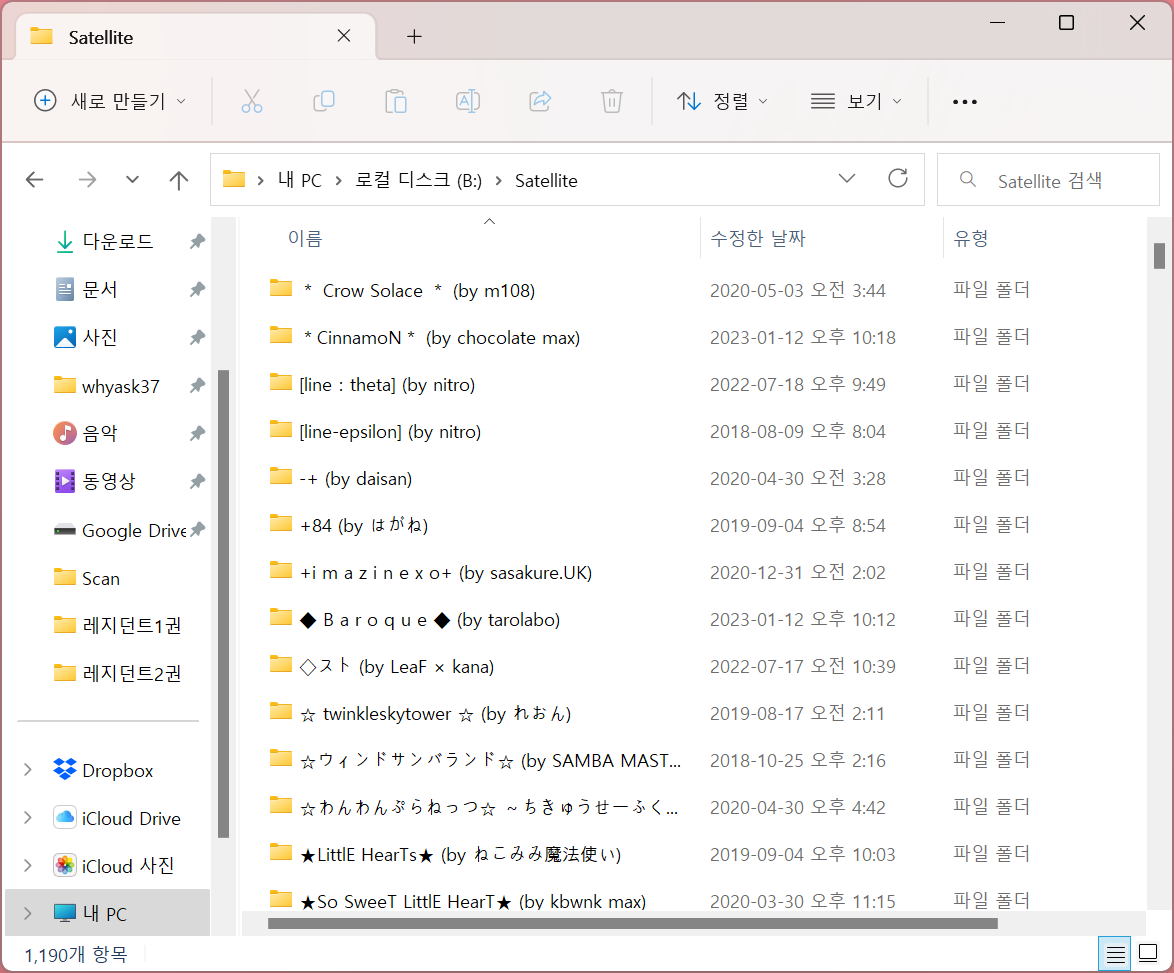 Satellite
새로 만들기
정렬
보기
내 PC > 로컬 디스크 (B:) > Satellite
Satellite 검색
다운로드
문서
사진
whyask37
음악
동영상
Google Drive
Scan
레지던트1권
레지던트2권
Dropbox
iCloud Drive
iCloud 사진
내 PC
이름 수정한 날짜 유형
* Crow Solace * (by m108) 2020-05-03 오전 3:44 파일 폴더
* CinnamoN * (by chocolate max) 2023-01-12 오후 10:18 파일 폴더
[line : theta] (by nitro) 2022-07-18 오후 9:49 파일 폴더
[line-epsilon] (by nitro) 2018-08-09 오후 8:04 파일 폴더
-+ (by daisan) 2020-04-30 오전 3:28 파일 폴더
+84 (by はがね) 2019-09-04 오후 8:54 파일 폴더
+i m a z i n e x o+ (by sasakure.UK) 2020-12-31 오전 2:02 파일 폴더
◆ B a r o q u e ◆ (by tarolabo) 2023-01-12 오후 10:12 파일 폴더
◇スト (by LeaF × kana) 2022-07-17 오전 10:39 파일 폴더
☆ twinkleskytower ☆ (by れおん) 2019-08-17 오전 2:11 파일 폴더
☆ウィンドサンバランド☆ (by SAMBA MAST... 2018-10-25 오후 2:16 파일 폴더
☆わんわんぷらねっつ☆ ~ちきゅうせーふく... 2020-04-30 오후 4:42 파일 폴더
★LittlE HearTs★ (by ねこみみ魔法使い) 2019-09-04 오후 10:03 파일 폴더
★So SweeT LittlE HearT★ (by kbwnk max) 2020-03-30 오후 11:15 파일 폴더
1,190개 항목